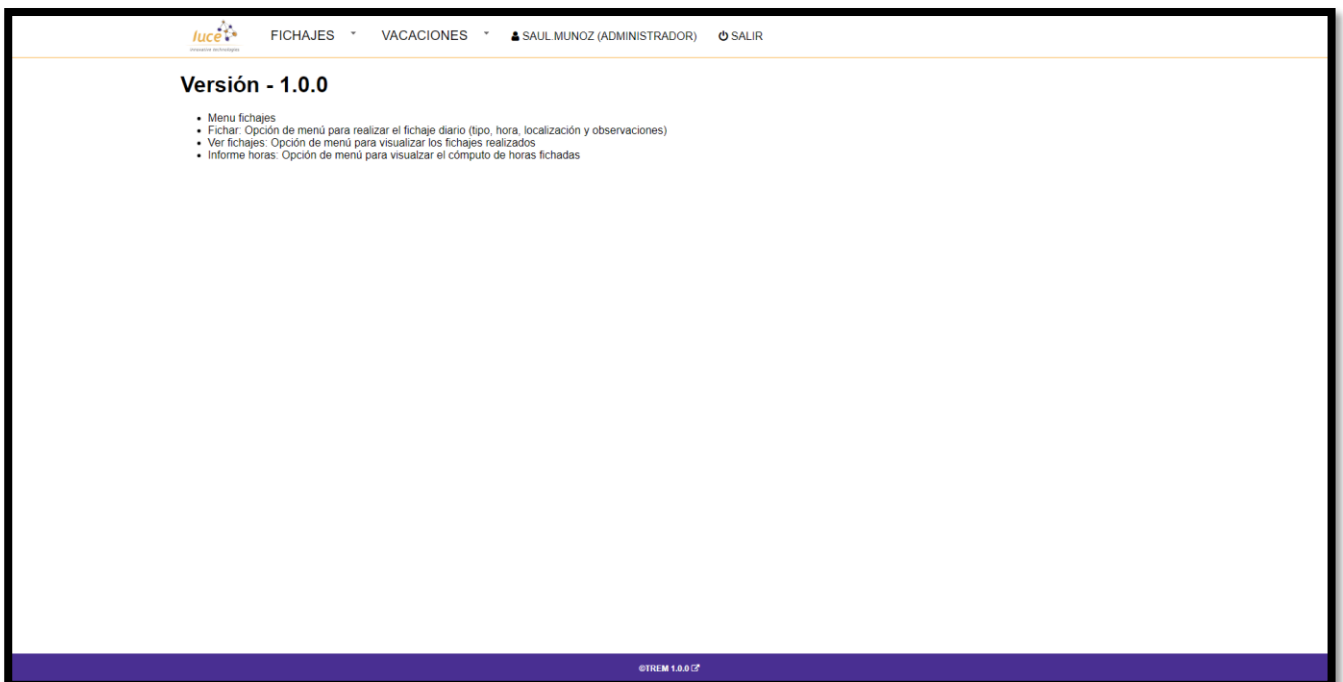 luce
innovative technologies
FICHAJES VACACIONES SAUL.MUNOZ (ADMINISTRADOR) SALIR
Versión - 1.0.0
• Menu fichajes
• Fichar: Opción de menú para realizar el fichaje diario (tipo, hora, localización y observaciones)
• Ver fichajes: Opción de menú para visualizar los fichajes realizados
• Informe horas: Opción de menú para visualzar el cómputo de horas fichadas
©TREM 1.0.0